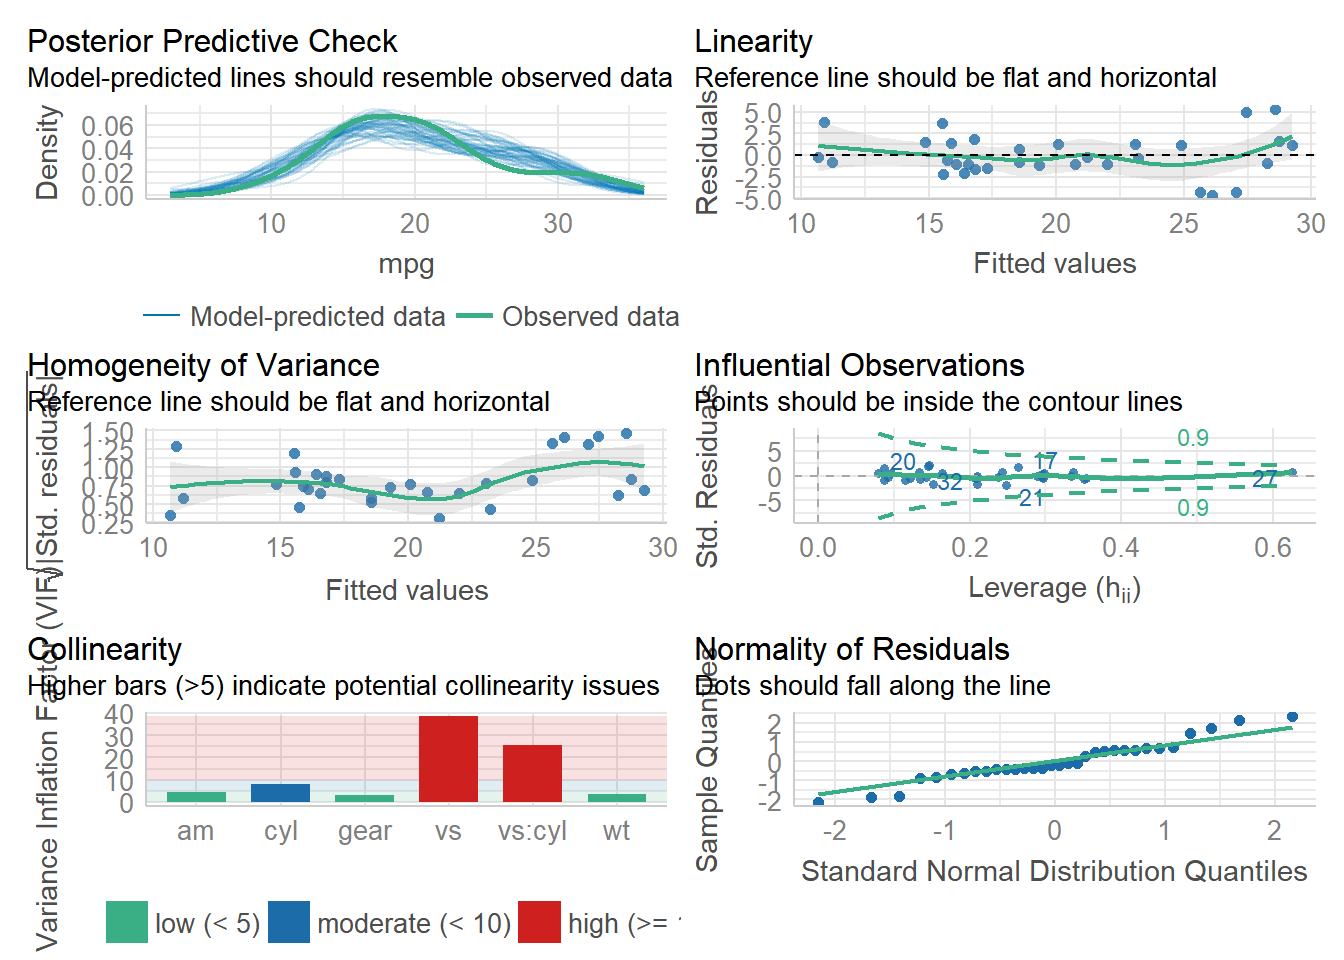 Posterior Predictive Check
Model-predicted lines should resemble observed data
Density
0.06
0.04
0.02
0.00
10 20 30
mpg
Model-predicted data Observed data
Linearity
Reference line should be flat and horizontal
Residuals
5.0
2.5
0.0
-2.5
-5.0
10 15 20 25 30
Fitted values
Homogeneity of Variance
Reference line should be flat and horizontal
√|Std. residuals|
1.50
1.25
1.00
0.75
0.50
0.25
10 15 20 25 30
Fitted values
Influential Observations
Points should be inside the contour lines
Std. Residuals
5
0
-5
0.9
20 17
32 27
21
0.9
0.0 0.2 0.4 0.6
Leverage (hii)
Collinearity
Higher bars (>5) indicate potential collinearity issues
Variance Inflation Factor (VIF)
40
30
20
10
0
am cyl gear vs vs:cyl wt
low (< 5) moderate (< 10) high (>=
Normality of Residuals
Dots should fall along the line
Sample Quantiles
2
1
0
-1
-2
-2 -1 0 1 2
Standard Normal Distribution Quantiles